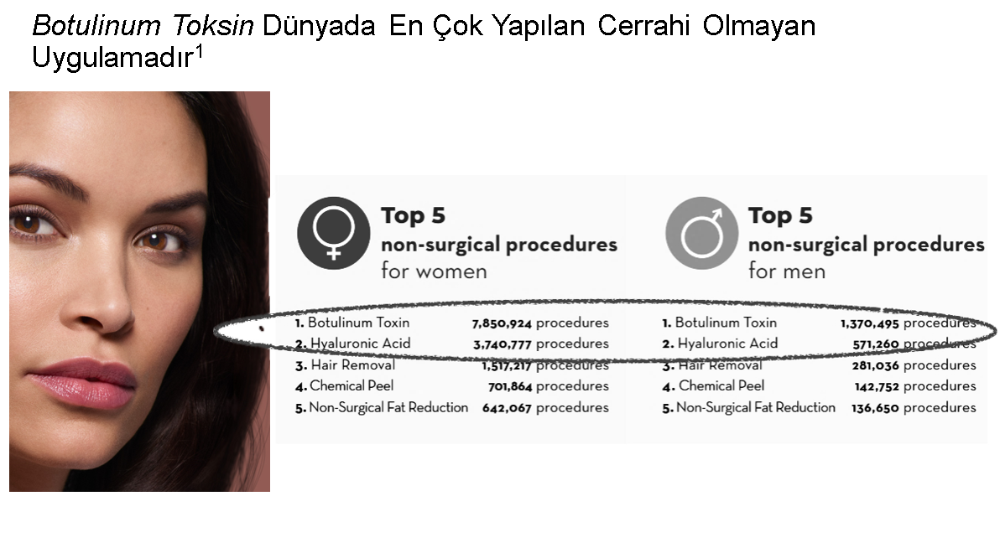 Botulinum Toksin Dünyada En Çok Yapılan Cerrahi Olmayan
Uygulamadır¹
Top 5
non-surgical procedures
for women
1. Botulinum Toxin 7,850,924 procedures
2. Hyaluronic Acid 3,740,777 procedures
3. Hair Removal 1,517,217 procedures
4. Chemical Peel 701,864 procedures
5. Non-Surgical Fat Reduction 642,067 procedures
Top 5
non-surgical procedures
for men
1. Botulinum Toxin 1,370,495 procedures
2. Hyaluronic Acid 571,260 procedures
3. Hair Removal 281,036 procedures
4. Chemical Peel 142,752 procedures
5. Non-Surgical Fat Reduction 136,650 procedures